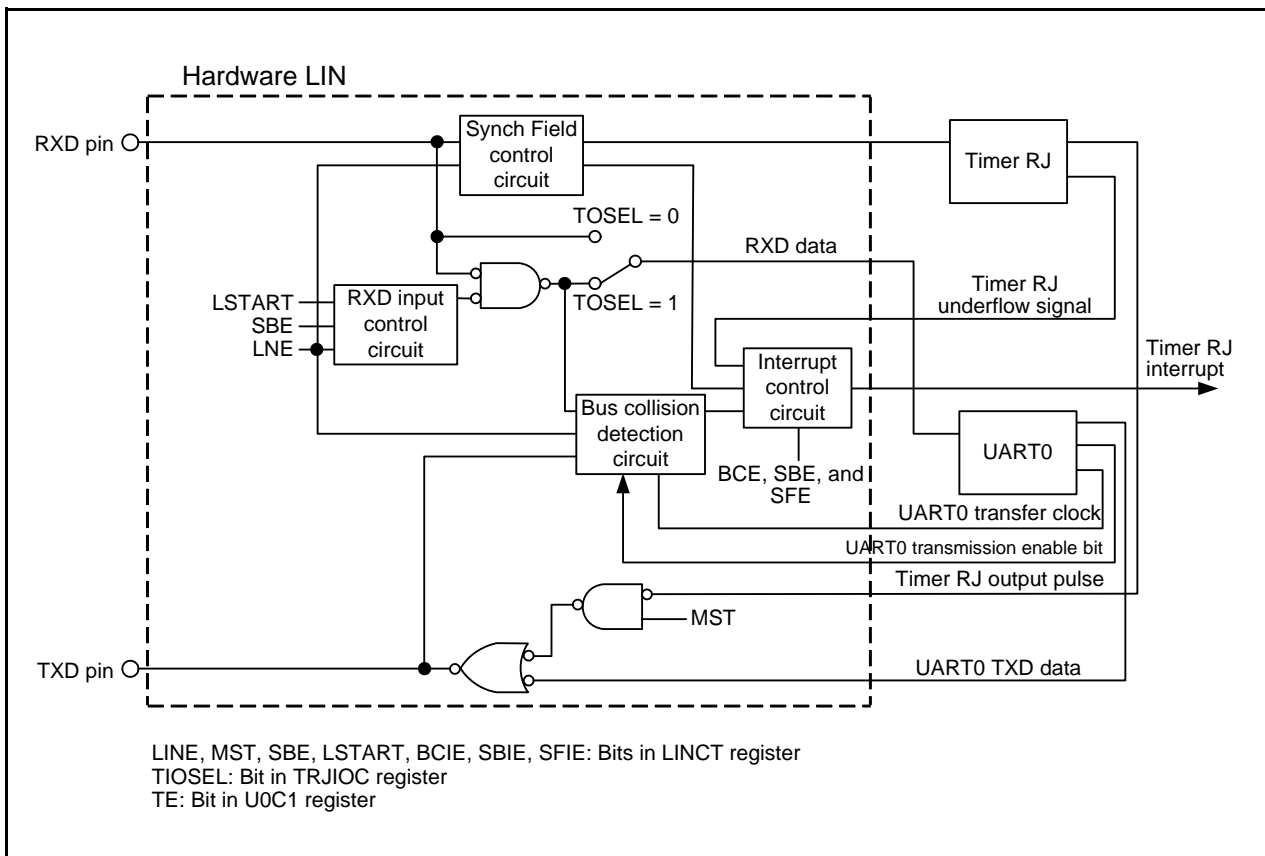 Hardware LIN
RXD pin
Synch Field
control
circuit
Timer RJ
TOSEL = 0
RXD data
TOSEL = 1
LSTART
SBE
LNE
RXD input
control
circuit
Timer RJ
underflow signal
Interrupt
control
circuit
Timer RJ
interrupt
Bus collision
detection
circuit
BCE, SBE, and
SFE
UART0
UART0 transfer clock
UART0 transmission enable bit
Timer RJ output pulse
MST
TXD pin
UART0 TXD data
LINE, MST, SBE, LSTART, BCIE, SBIE, SFIE: Bits in LINCT register
TIOSEL: Bit in TRJIOC register
TE: Bit in U0C1 register